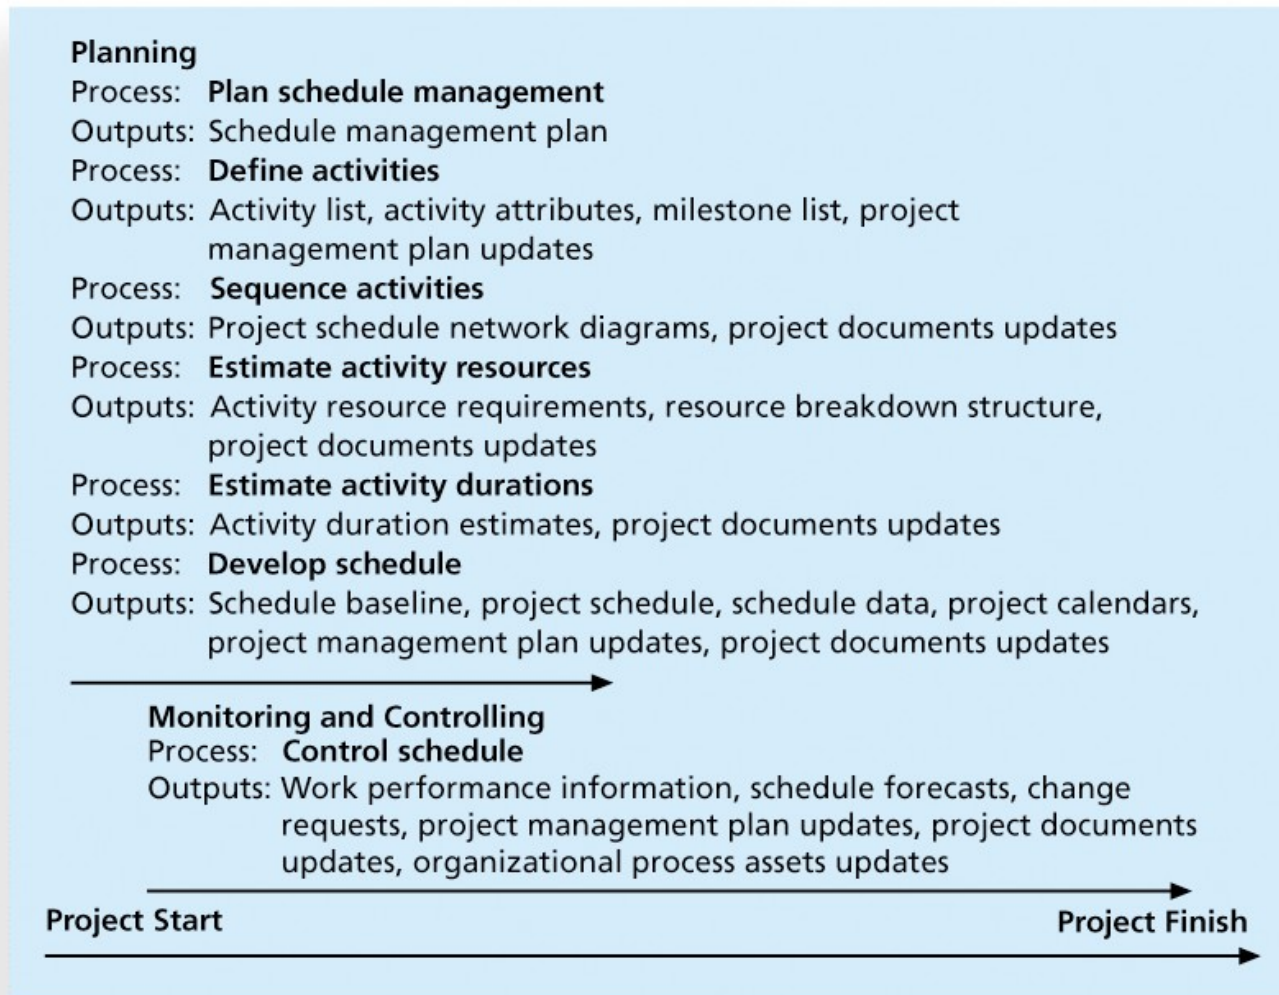 Planning
Process: Plan schedule management
Outputs: Schedule management plan
Process: Define activities
Outputs: Activity list, activity attributes, milestone list, project
management plan updates
Process: Sequence activities
Outputs: Project schedule network diagrams, project documents updates
Process: Estimate activity resources
Outputs: Activity resource requirements, resource breakdown structure,
project documents updates
Process: Estimate activity durations
Outputs: Activity duration estimates, project documents updates
Process: Develop schedule
Outputs: Schedule baseline, project schedule, schedule data, project calendars,
project management plan updates, project documents updates
Monitoring and Controlling
Process: Control schedule
Outputs: Work performance information, schedule forecasts, change
requests, project management plan updates, project documents
updates, organizational process assets updates
Project Start Project Finish